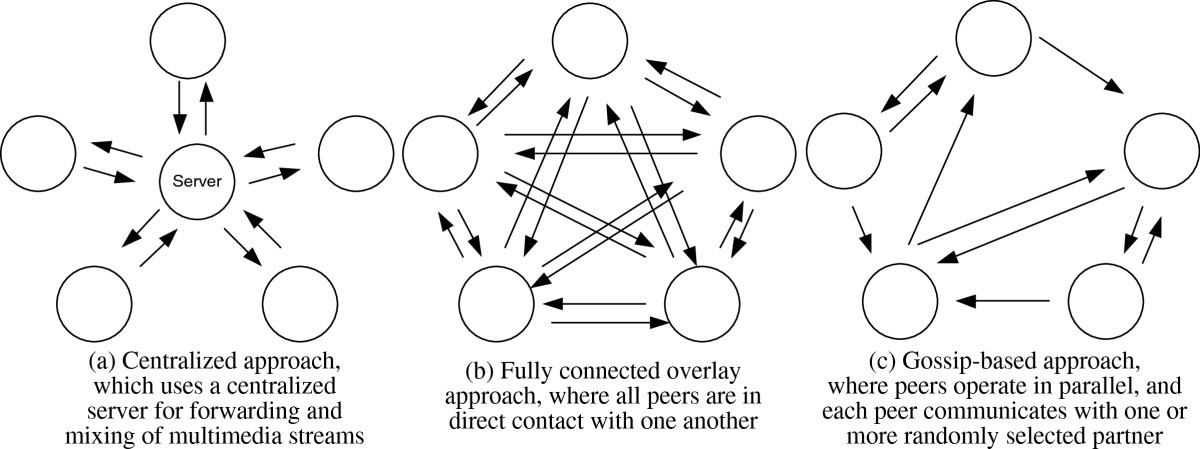 Server
(a) Centralized approach,
which uses a centralized
server for forwarding and
mixing of multimedia streams
(b) Fully connected overlay
approach, where all peers are in
direct contact with one another
(c) Gossip-based approach,
where peers operate in parallel, and
each peer communicates with one or
more randomly selected partner